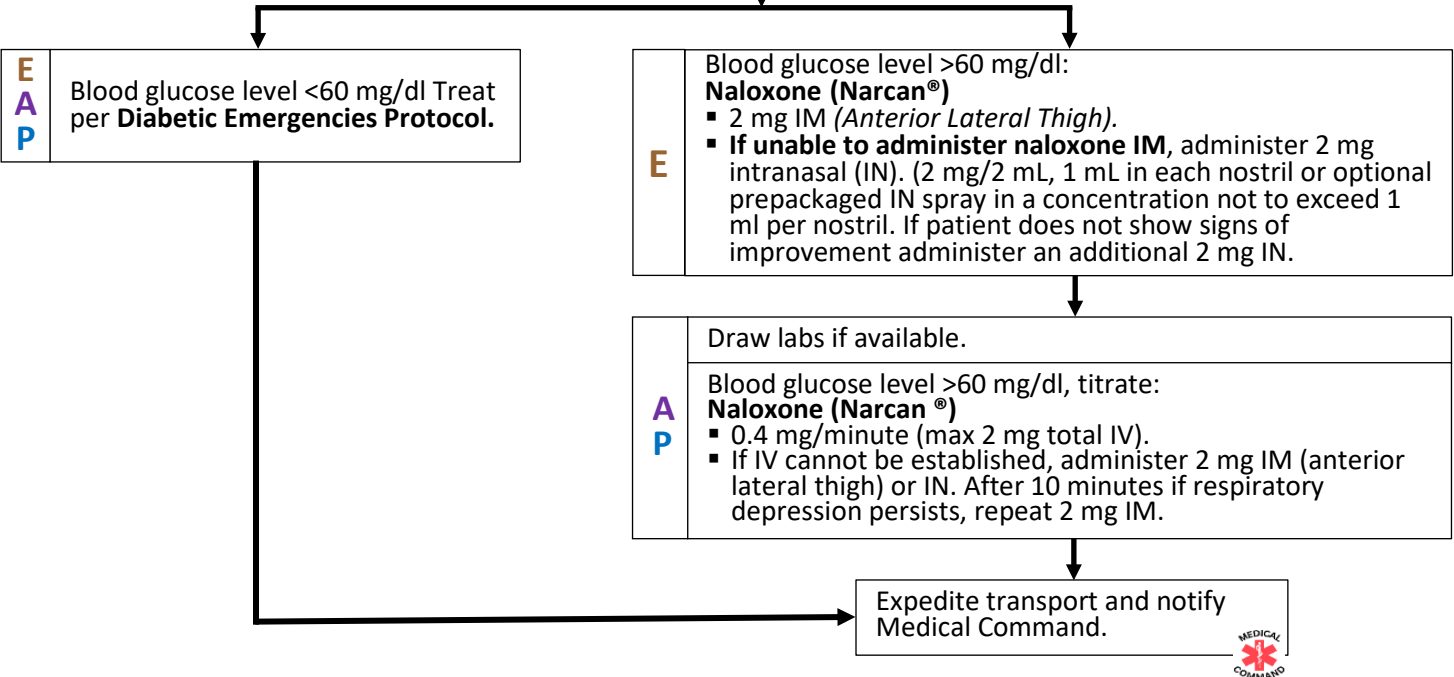 E
A
P
Blood glucose level <60 mg/dl Treat
per Diabetic Emergencies Protocol.
E
Blood glucose level >60 mg/dl:
Naloxone (Narcan®)
▪ 2 mg IM (Anterior Lateral Thigh).
▪ If unable to administer naloxone IM, administer 2 mg
intranasal (IN). (2 mg/2 mL, 1 mL in each nostril or optional
prepackaged IN spray in a concentration not to exceed 1
ml per nostril. If patient does not show signs of
improvement administer an additional 2 mg IN.
A
P
Draw labs if available.
Blood glucose level >60 mg/dl, titrate:
Naloxone (Narcan ®)
▪ 0.4 mg/minute (max 2 mg total IV).
▪ If IV cannot be established, administer 2 mg IM (anterior
lateral thigh) or IN. After 10 minutes if respiratory
depression persists, repeat 2 mg IM.
Expedite transport and notify
Medical Command.
MEDICAL
COMMAND